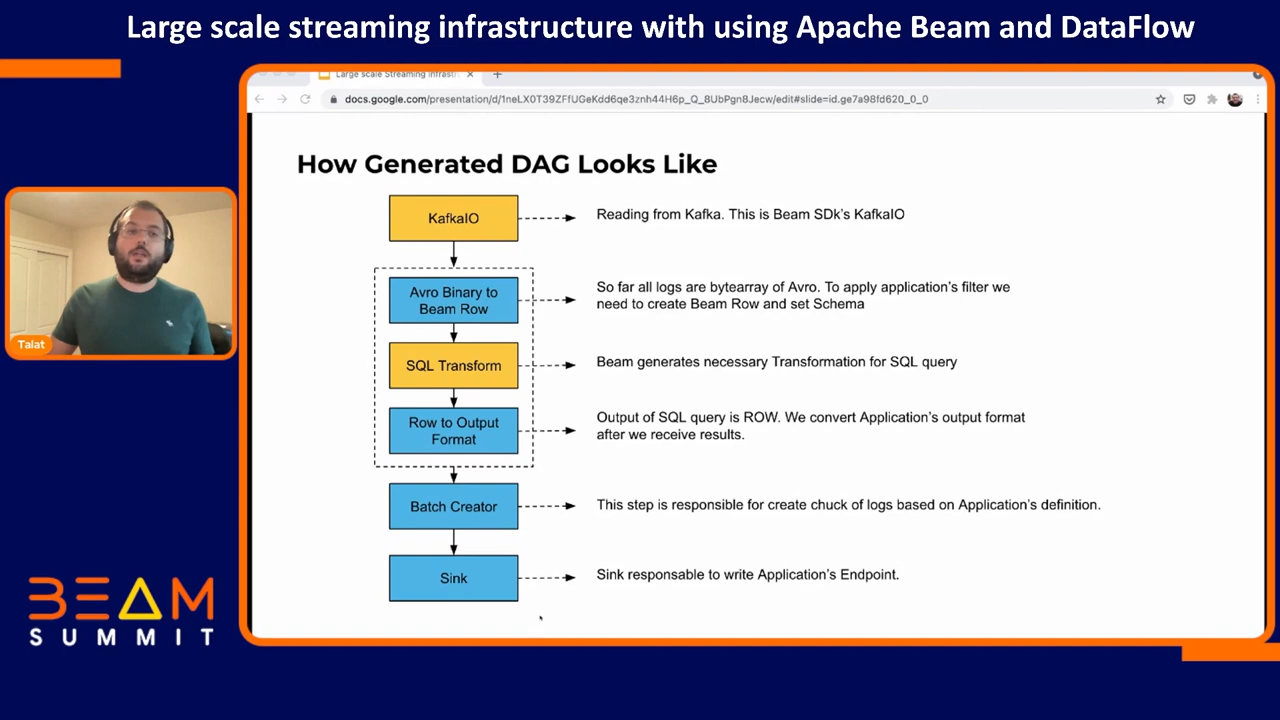 Large scale streaming infrastructure with using Apache Beam and DataFlow
Large scale Streaming Infrast
docs.google.com/presentation/d/1neLX0T39ZFfUGeKdd6qe3znh44H6p_Q_8UbPgn8Jecw/edit#slide=id.ge7a98fd620_0_0
How Generated DAG Looks Like
KafkaIO
Reading from Kafka. This is Beam SDk's KafkaIO
Avro Binary to
Beam Row
So far all logs are bytearray of Avro. To apply application's filter we
need to create Beam Row and set Schema
SQL Transform
Beam generates necessary Transformation for SQL query
Row to Output
Format
Output of SQL query is ROW. We convert Application's output format
after we receive results.
Batch Creator
This step is responsible for create chuck of logs based on Application's definition.
Sink
Sink responsable to write Application's Endpoint.
Talat
BEAM
SUMMIT